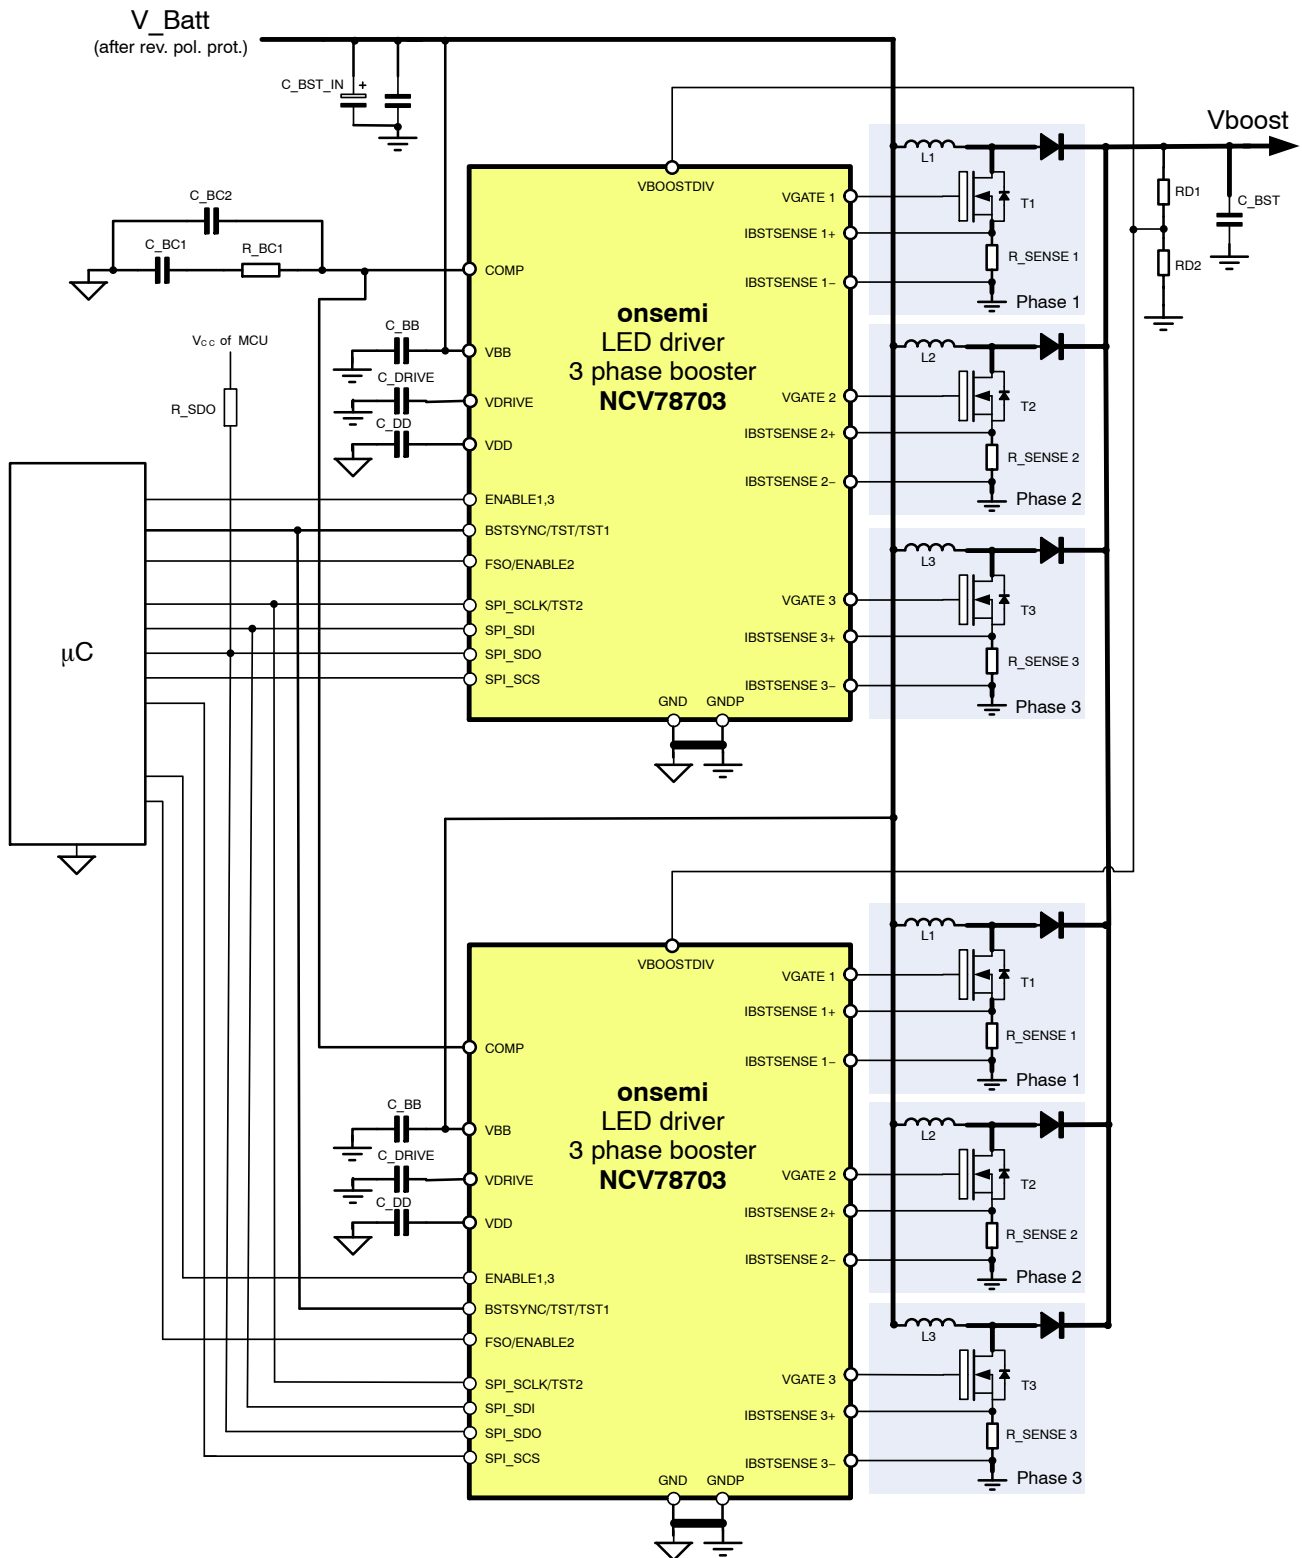 V_Batt
(after rev. pol. prot.)
C_BST_IN
+
Vboost
VBOOSTDIV
VGATE 1
IBSTSENSE 1+
IBSTSENSE 1−
L1
T1
R_SENSE 1
Phase 1
RD1
RD2
C_BST
C_BC2
C_BC1
R_BC1
COMP
onsemi
LED driver
3 phase booster
NCV78703
C_BB
VBB
C_DRIVE
VDRIVE
C_DD
VDD
Vcc of MCU
R_SDO
L2
VGATE 2
T2
IBSTSENSE 2+
R_SENSE 2
IBSTSENSE 2−
Phase 2
ENABLE1,3
BSTSYNC/TST/TST1
FSO/ENABLE2
SPI_SCLK/TST2
SPI_SDI
SPI_SDO
SPI_SCS
μC
L3
VGATE 3
T3
IBSTSENSE 3+
R_SENSE 3
IBSTSENSE 3−
Phase 3
GND
GNDP
VBOOSTDIV
L1
VGATE 1
T1
IBSTSENSE 1+
R_SENSE 1
IBSTSENSE 1−
Phase 1
COMP
onsemi
LED driver
3 phase booster
NCV78703
C_BB
VBB
C_DRIVE
VDRIVE
C_DD
VDD
L2
VGATE 2
T2
IBSTSENSE 2+
R_SENSE 2
IBSTSENSE 2−
Phase 2
ENABLE1,3
BSTSYNC/TST/TST1
FSO/ENABLE2
SPI_SCLK/TST2
SPI_SDI
SPI_SDO
SPI_SCS
L3
VGATE 3
T3
IBSTSENSE 3+
R_SENSE 3
IBSTSENSE 3−
Phase 3
GND
GNDP